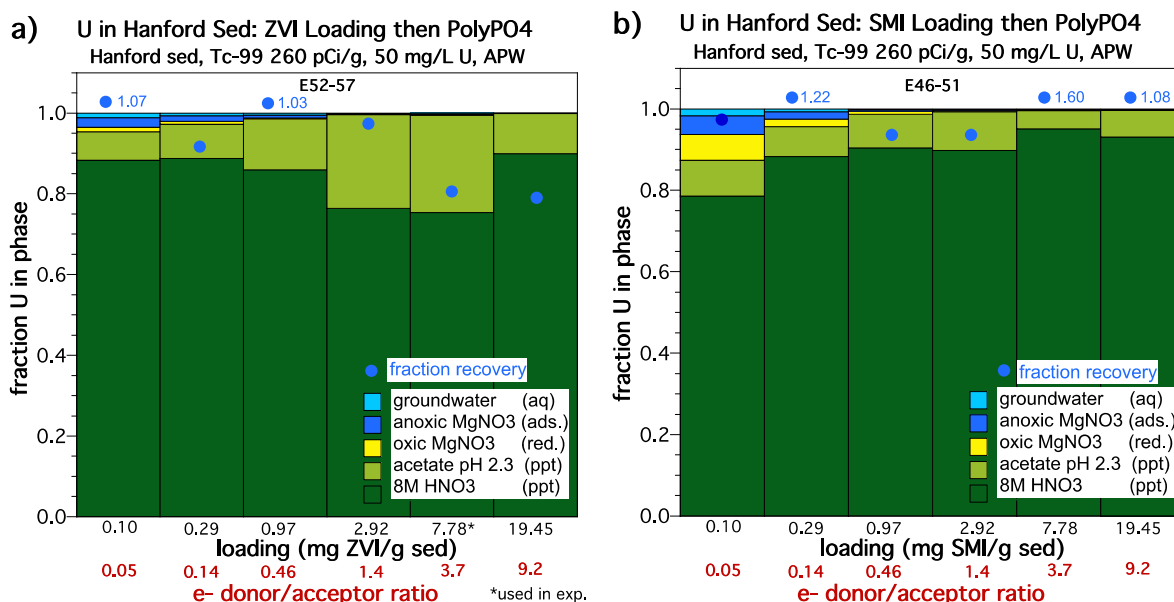 a) U in Hanford Sed: ZVI Loading then PolyPO4
Hanford sed, Tc-99 260 pCi/g, 50 mg/L U, APW
E52-57
1.07
1.03
1.0
0.8
0.6
0.4
0.2
0.0
fraction U in phase
fraction recovery
groundwater (aq)
anoxic MgNO3 (ads.)
oxic MgNO3 (red.)
acetate pH 2.3 (ppt)
8M HNO3 (ppt)
0.10 0.29 0.97 2.92 7.78* 19.45
loading (mg ZVI/g sed)
0.05 0.14 0.46 1.4 3.7 9.2
e- donor/acceptor ratio
*used in exp.
b) U in Hanford Sed: SMI Loading then PolyPO4
Hanford sed, Tc-99 260 pCi/g, 50 mg/L U, APW
E46-51
1.22
1.60
1.08
1.0
0.8
0.6
0.4
0.2
0.0
fraction U in phase
fraction recovery
groundwater (aq)
anoxic MgNO3 (ads.)
oxic MgNO3 (red.)
acetate pH 2.3 (ppt)
8M HNO3 (ppt)
0.10 0.29 0.97 2.92 7.78 19.45
loading (mg SMI/g sed)
0.05 0.14 0.46 1.4 3.7 9.2
e- donor/acceptor ratio